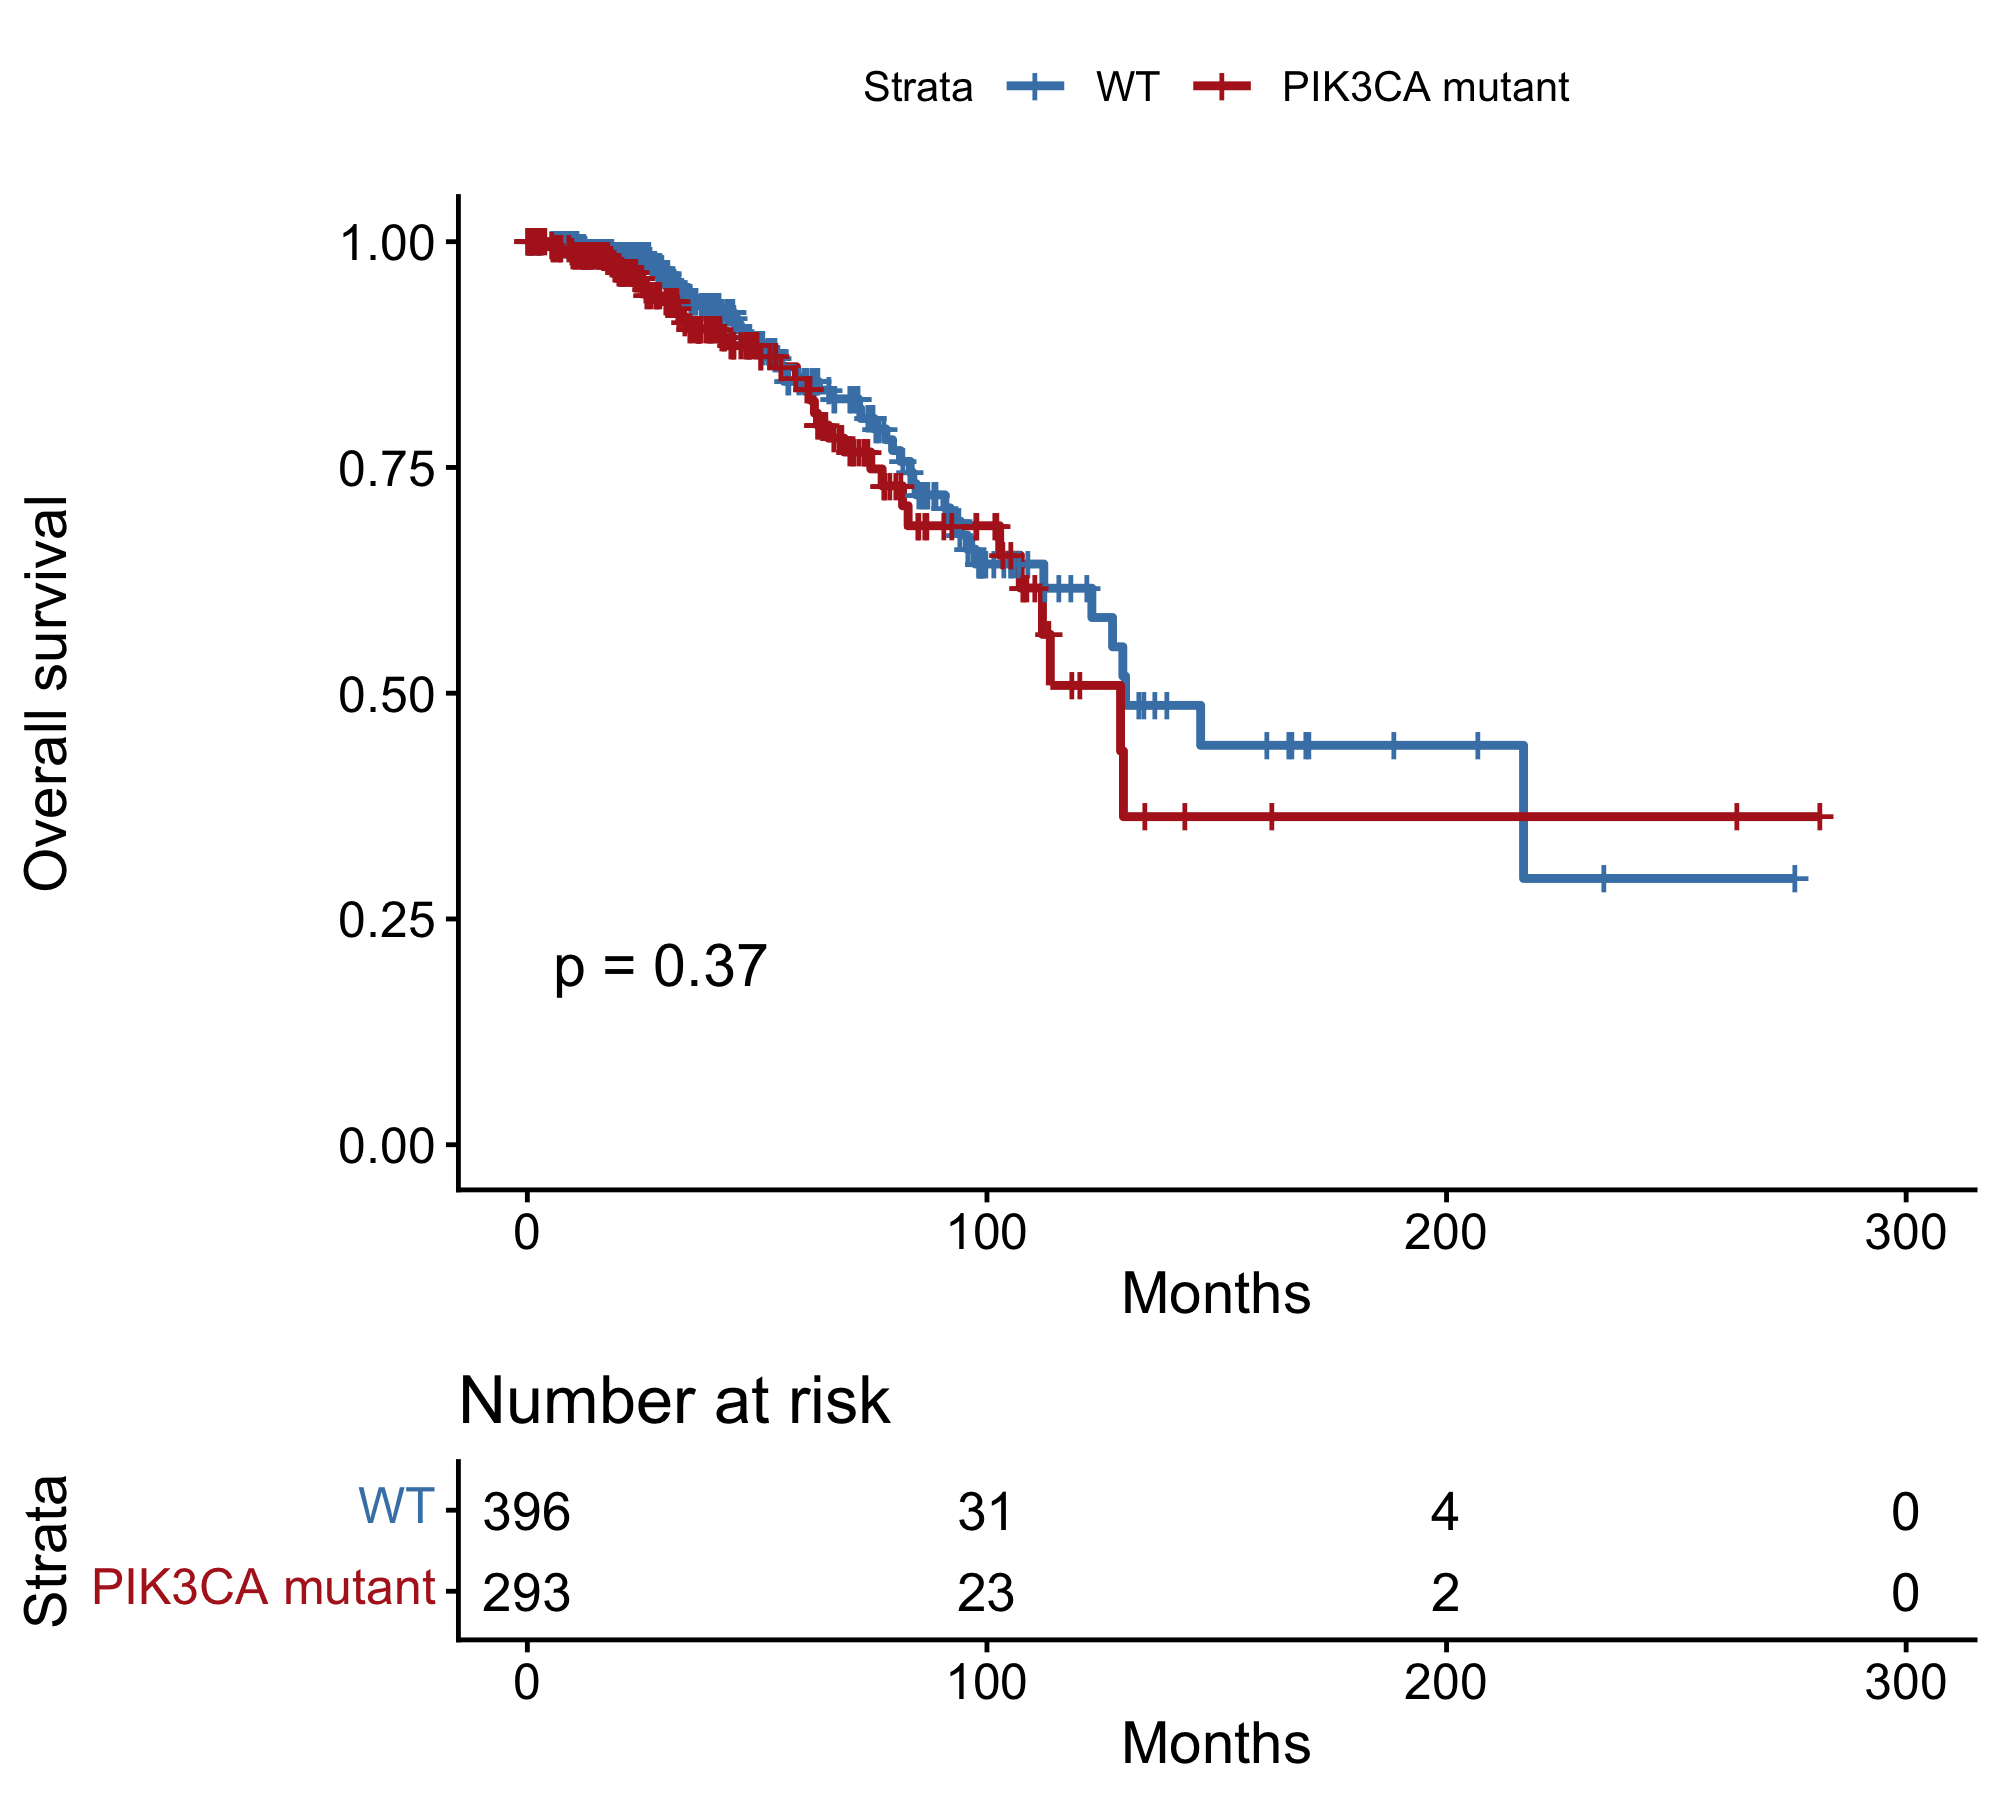 Strata WT PIK3CA mutant
Overall survival
1.00
0.75
0.50
0.25
0.00
p = 0.37
0 100 200 300
Months
Number at risk
Strata
WT 396 31 4 0
PIK3CA mutant 293 23 2 0
0 100 200 300
Months